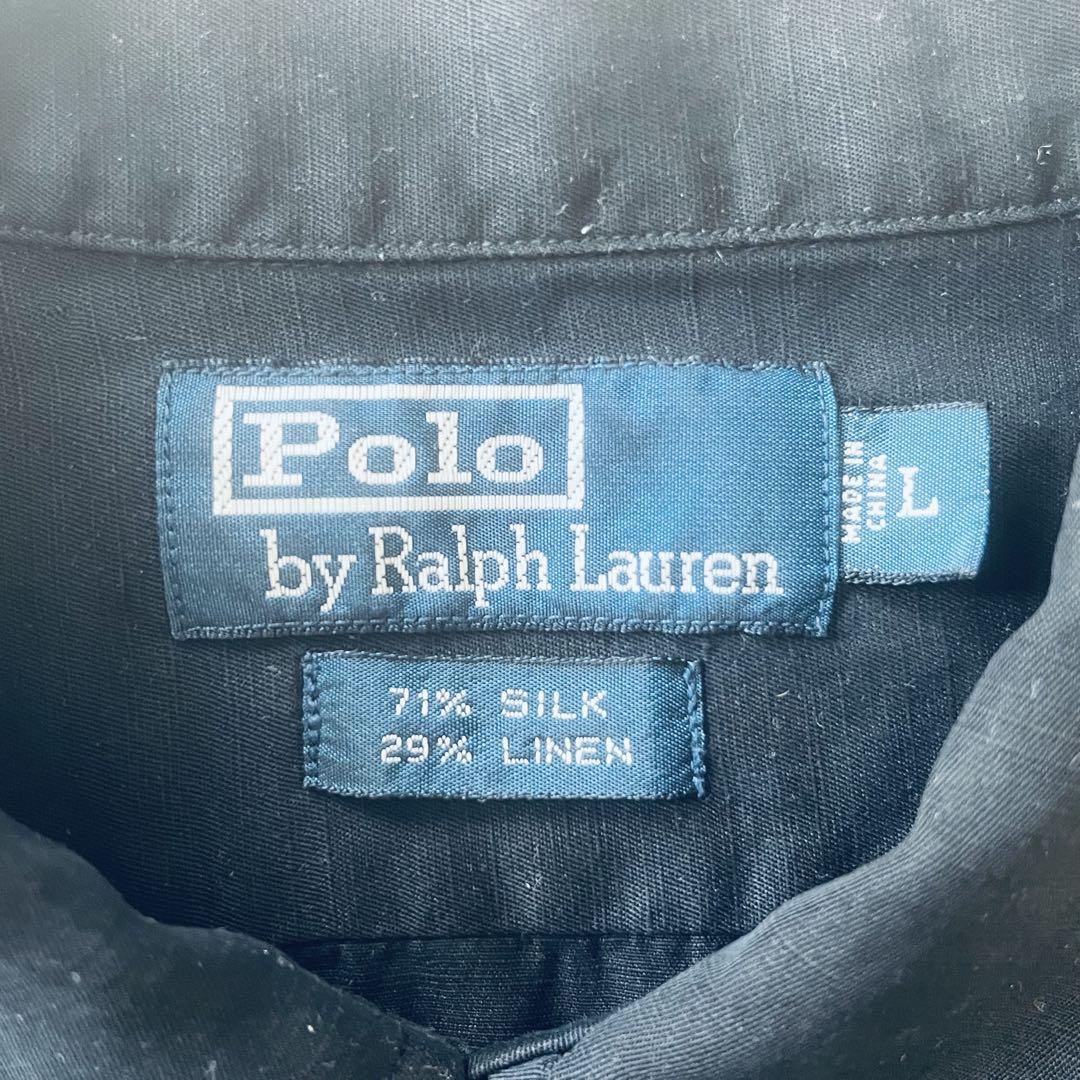 Polo
by Ralph Lauren
MADE IN
CHINA
L
71% SILK
29% LINEN